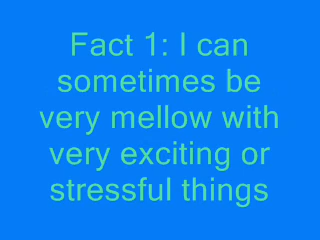 Fact 1: I can
sometimes be
very mellow with
very exciting or
stressful things